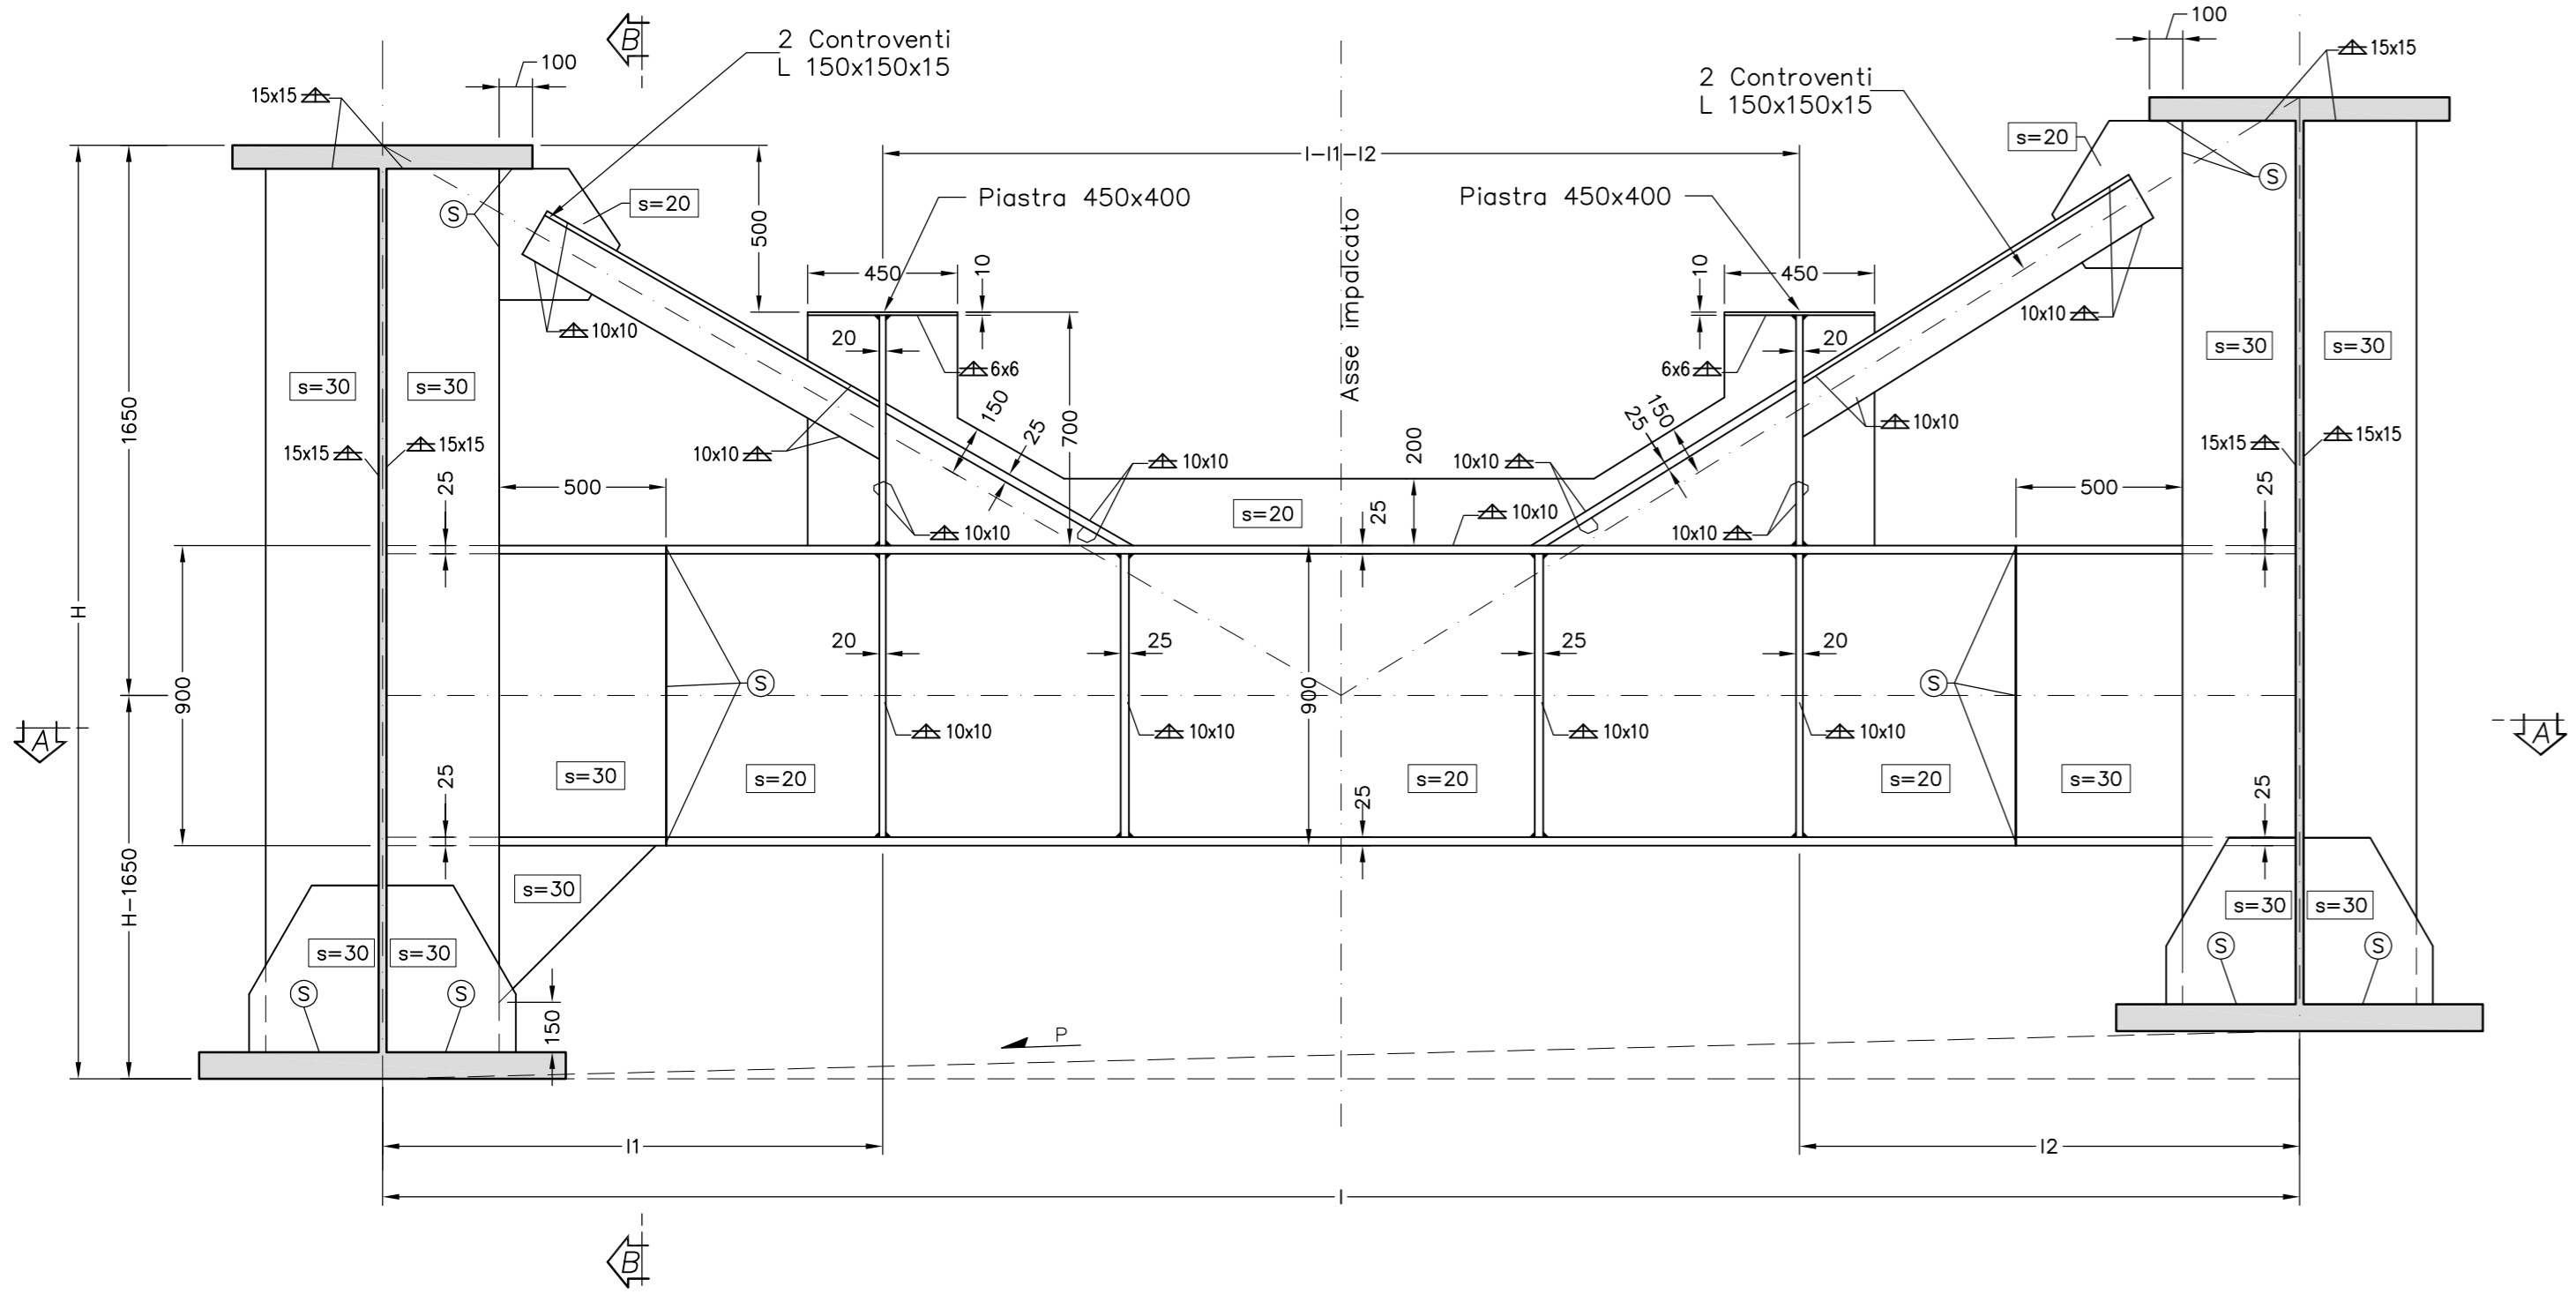 B
2 Controventi
L 150x150x15
100
15x15
100
15x15
2 Controventi
L 150x150x15
s=20
S
l-l1-l2
Piastra 450x400
Piastra 450x400
s=20
S
500
450
10
10
450
Asse impalcato
10x10
10x10
s=30
s=30
20
6x6
6x6
20
s=30
s=30
1650
150
25
700
150
25
10x10
15x15
15x15
10x10
10x10
10x10
200
15x15
15x15
25
500
s=20
25
10x10
500
25
10x10
10x10
H
900
20
25
25
20
S
S
900
10x10
10x10
10x10
10x10
A
A
25
s=30
s=20
25
s=20
s=20
s=30
25
H-1650
s=30
s=30
s=30
s=30
s=30
S
S
S
S
150
P
l1
l2
l
B